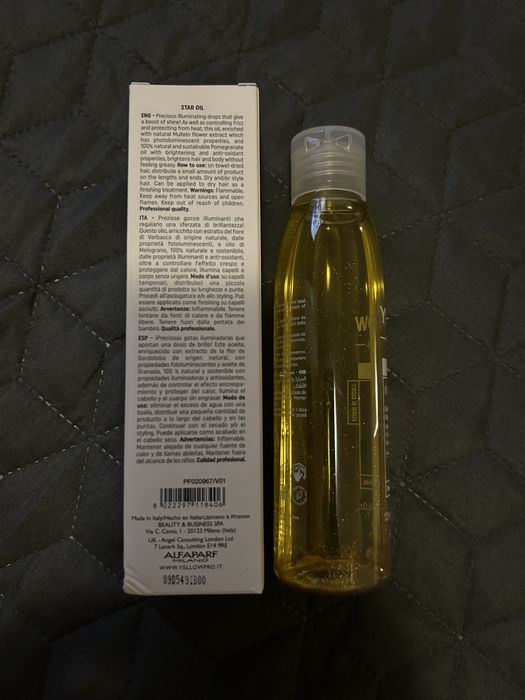 STAR OIL
ENG - Precious illuminating drops that give
a boost of shine! As well as controlling frizz
and protecting from heat, this oil, enriched
with natural Mullein flower extract which
has photoluminescent properties, and
100% natural and sustainable Pomegranate
oil with brightening and anti-oxidant
properties, brightens hair and body without
feeling greasy. How to use: on towel-dried
hair, distribute a small amount of product
on the lengths and ends. Dry and/or style
hair. Can be applied to dry hair as a
finishing treatment. Warnings: Flammable.
Keep away from heat sources and open
flames. Keep out of reach of children.
Professional quality.
ITA - Preziose gocce illuminanti che
regalano una sferzata di brillantezza!
Questo olio, arricchito con estratto del fiore
di Verbasco di origine naturale, dalle
proprietà fotoluminescenti, e olio di
Melograno, 100% naturale e sostenibile,
dalle proprietà illuminanti e anti-ossidanti,
oltre a controllare l'effetto crespo e
proteggere dal calore, illumina capelli e
corpo senza ungere. Modo d'uso: su capelli
tamponati, distribuisci una piccola
quantità di prodotto su lunghezze e punte.
Procedi all'asciugatura e/o allo styling. Può
essere applicato come finishing su capelli
asciutti. Avvertenze: Infiammabile. Tenere
lontano da fonti di calore e da fiamme
libere. Tenere fuori dalla portata dei
bambini. Qualità professionale.
ESP - ¡Preciosas gotas iluminadoras que
aportan una dosis de brillo! Este aceite,
enriquecido con extracto de la flor de
Gordolobo de origen natural, con
propiedades fotoluminiscentes y aceite de
Granada, 100 % natural y sostenible con
propiedades iluminadoras y antioxidantes,
además de controlar el efecto encrespa-
miento y proteger del calor, ilumina el
cabello y el cuerpo sin engrasar. Modo de
uso: eliminar el exceso de agua con una
toalla, distribuir una pequeña cantidad de
producto a lo largo del cabello y en las
puntas. Continuar con el secado y/o el
styling. Puede aplicarse como acabado en
el cabello seco. Advertencias: Inflamable.
Mantener alejado de cualquier fuente de
calor y de llamas abiertas. Mantener fuera
del alcance de los niños. Calidad profesional.
PF020967/V01
8 022297 118406
Made in Italy/Hecho en Italia/сделано в Италии
BEAUTY & BUSINESS SPA
Via C. Cantù, 1 - 20123 Milano (Italy)
UK - Angel Consulting London Ltd
7 Lanark Sq., London E14 9RE
ALFAPARF
MILANO
WWW.YELLOWPRO.IT
09D549IB00